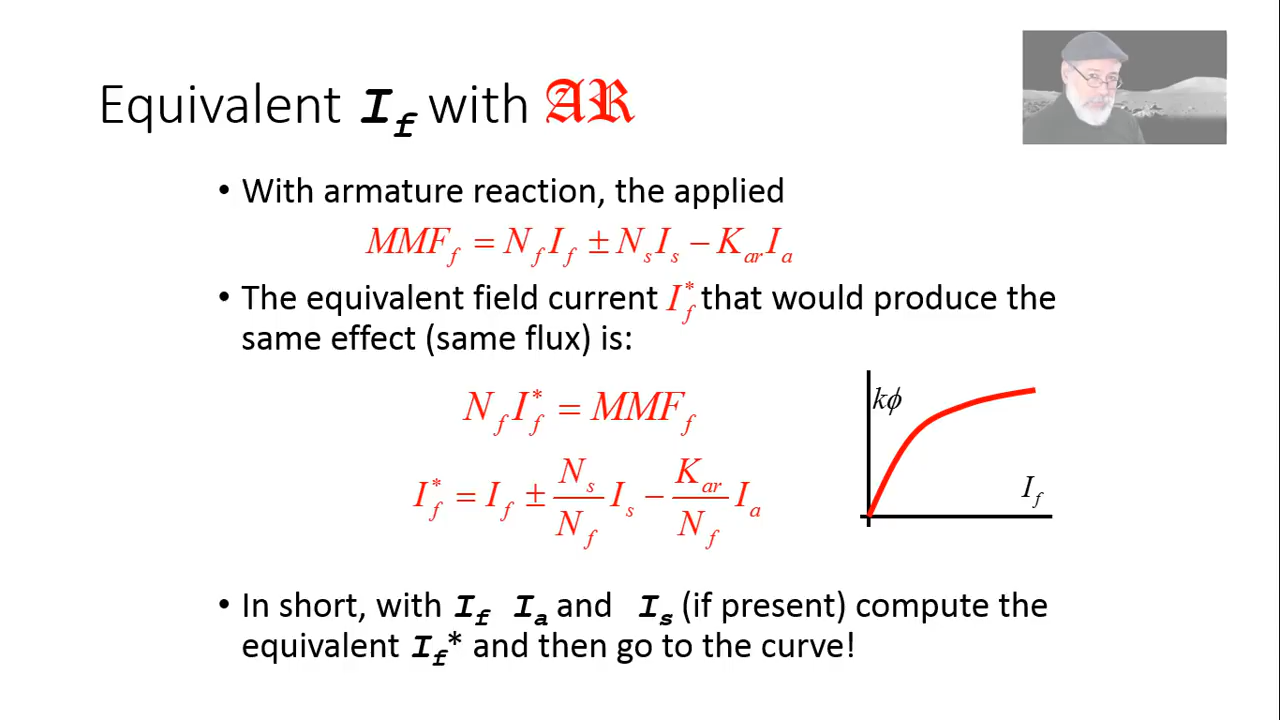 Equivalent I_f with AR
• With armature reaction, the applied
MMF_f = N_f I_f ± N_s I_s − K_ar I_a
• The equivalent field current I_f^* that would produce the
same effect (same flux) is:
N_f I_f^* = MMF_f
I_f^* = I_f ± N_s/N_f I_s − K_ar/N_f I_a
kϕ
I_f
• In short, with I_f I_a and I_s (if present) compute the
equivalent I_f* and then go to the curve!